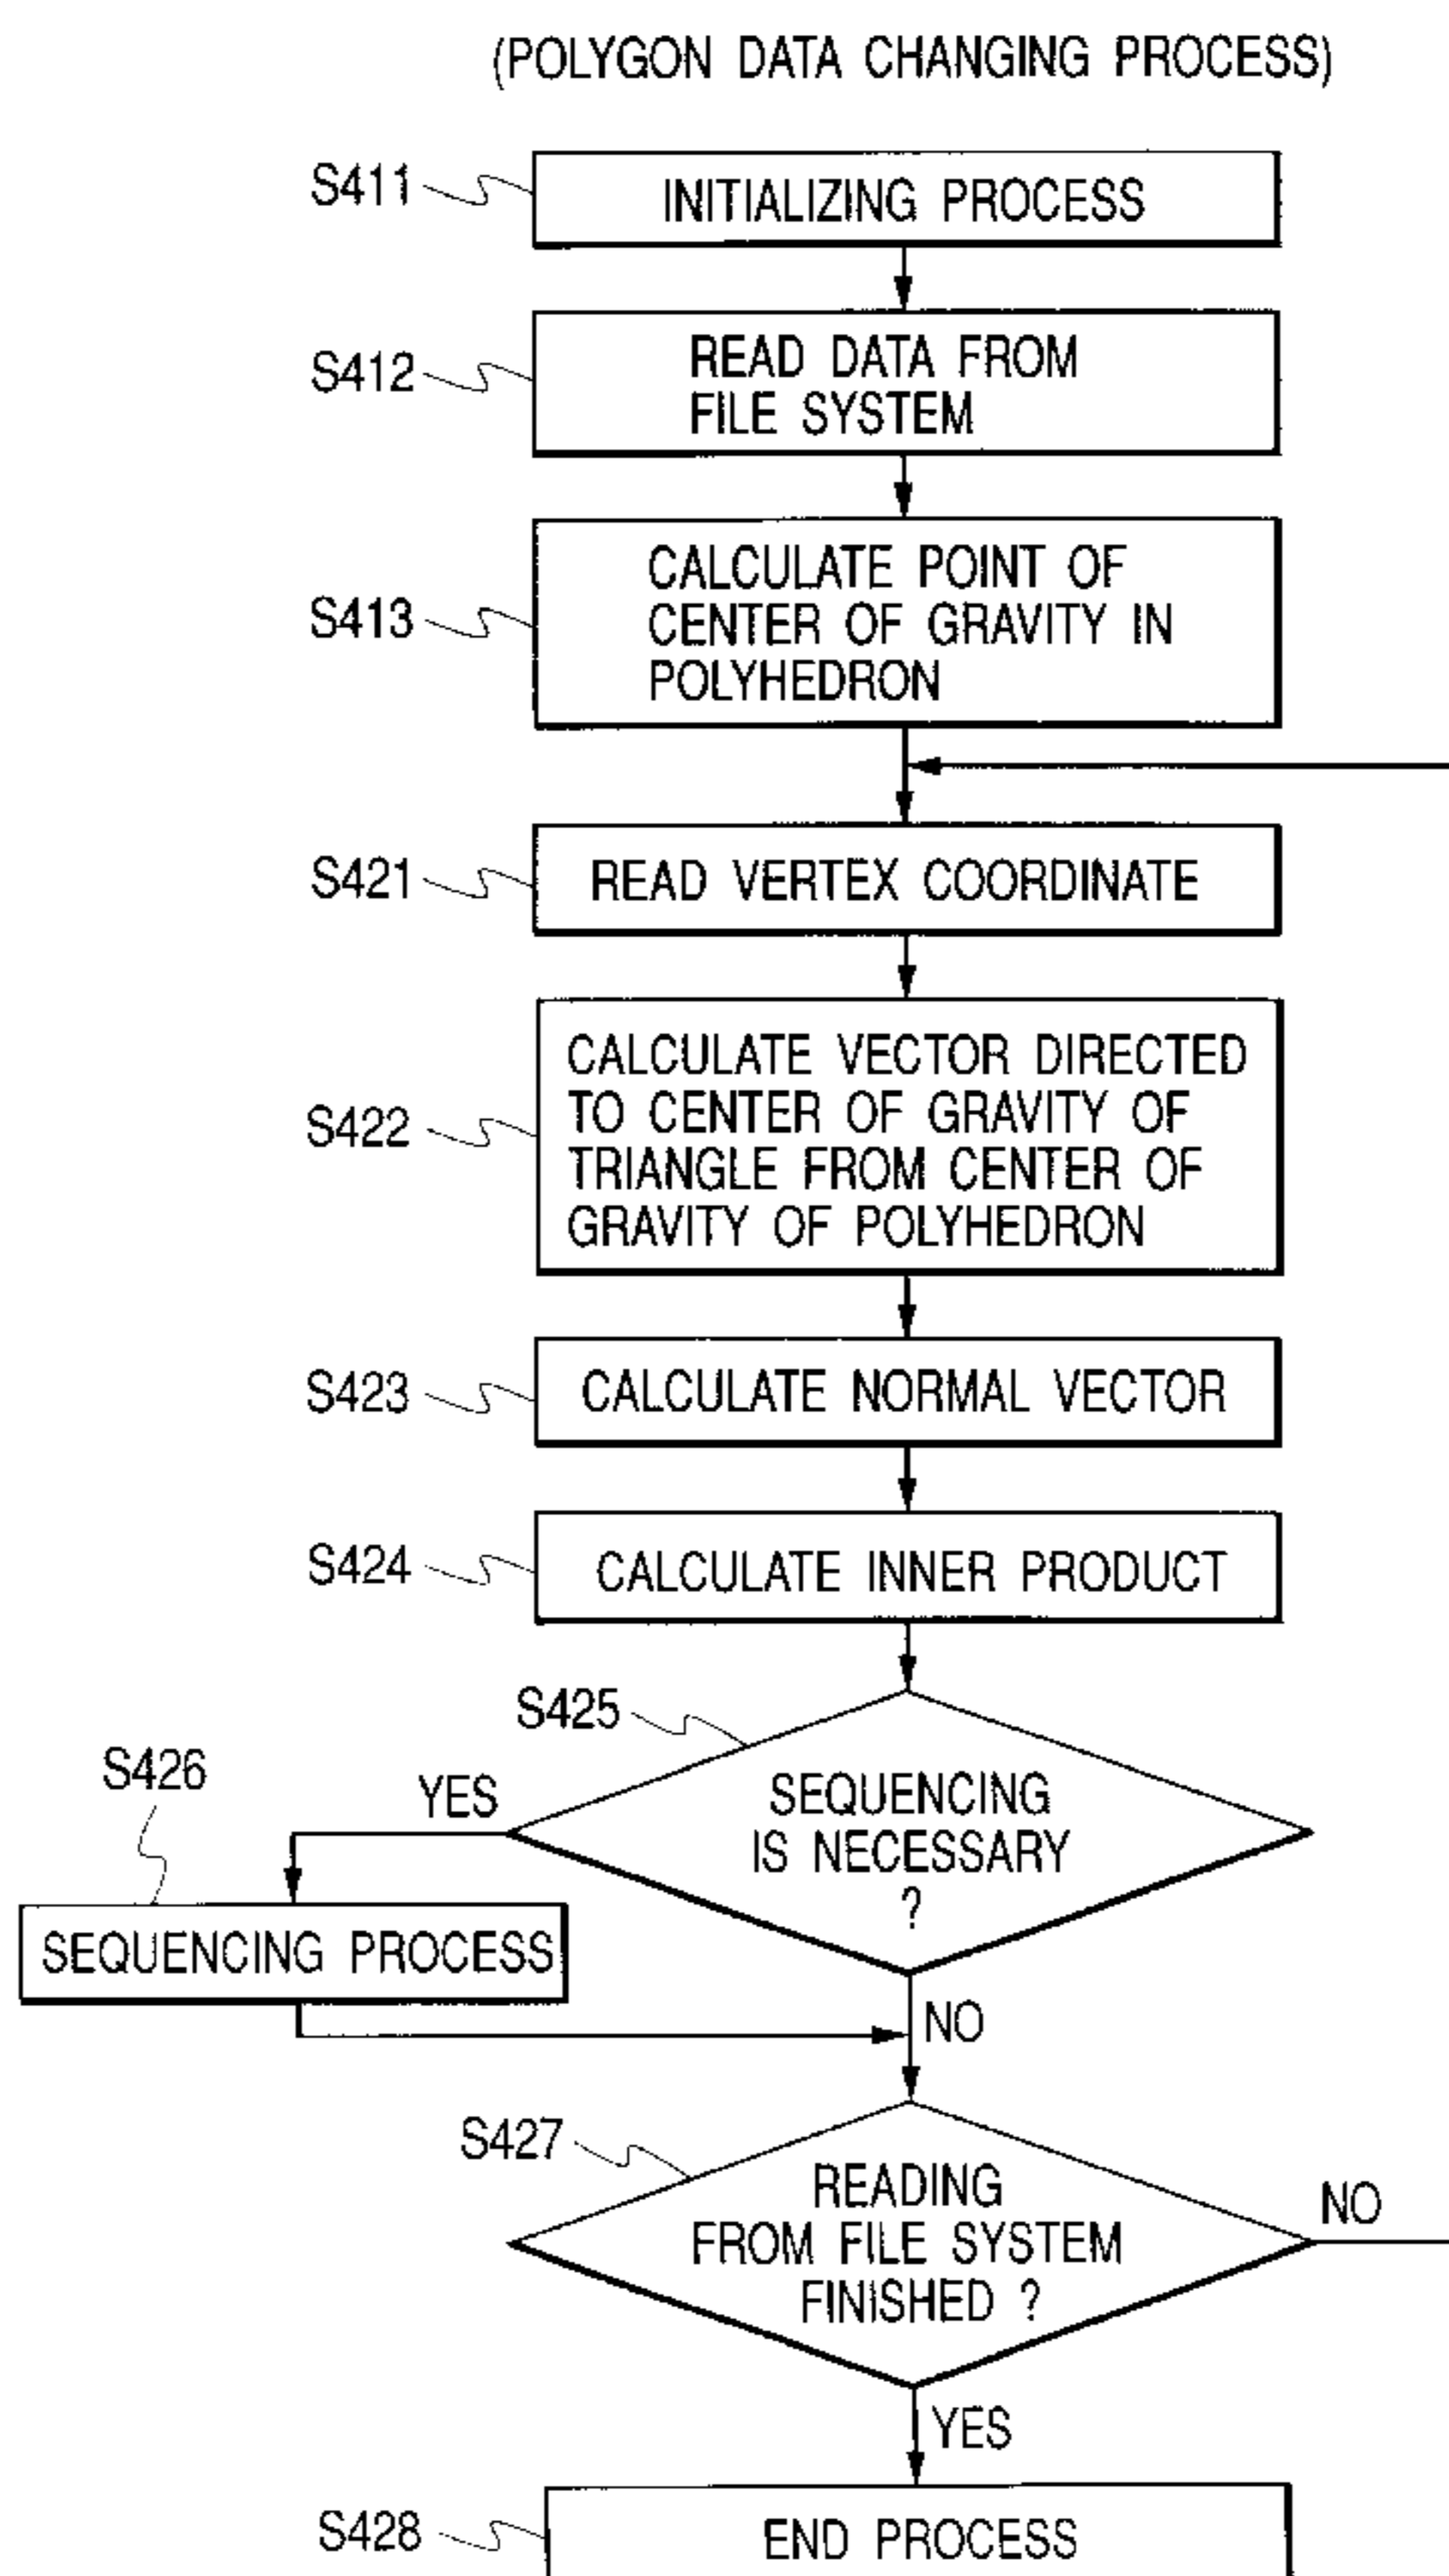 (POLYGON DATA CHANGING PROCESS)
S411
INITIALIZING PROCESS
S412
READ DATA FROM
FILE SYSTEM
S413
CALCULATE POINT OF
CENTER OF GRAVITY IN
POLYHEDRON
S421
READ VERTEX COORDINATE
S422
CALCULATE VECTOR DIRECTED
TO CENTER OF GRAVITY OF
TRIANGLE FROM CENTER OF
GRAVITY OF POLYHEDRON
S423
CALCULATE NORMAL VECTOR
S424
CALCULATE INNER PRODUCT
S425
SEQUENCING
IS NECESSARY
?
YES
S426
SEQUENCING PROCESS
NO
S427
READING
FROM FILE SYSTEM
FINISHED ?
NO
YES
S428
END PROCESS